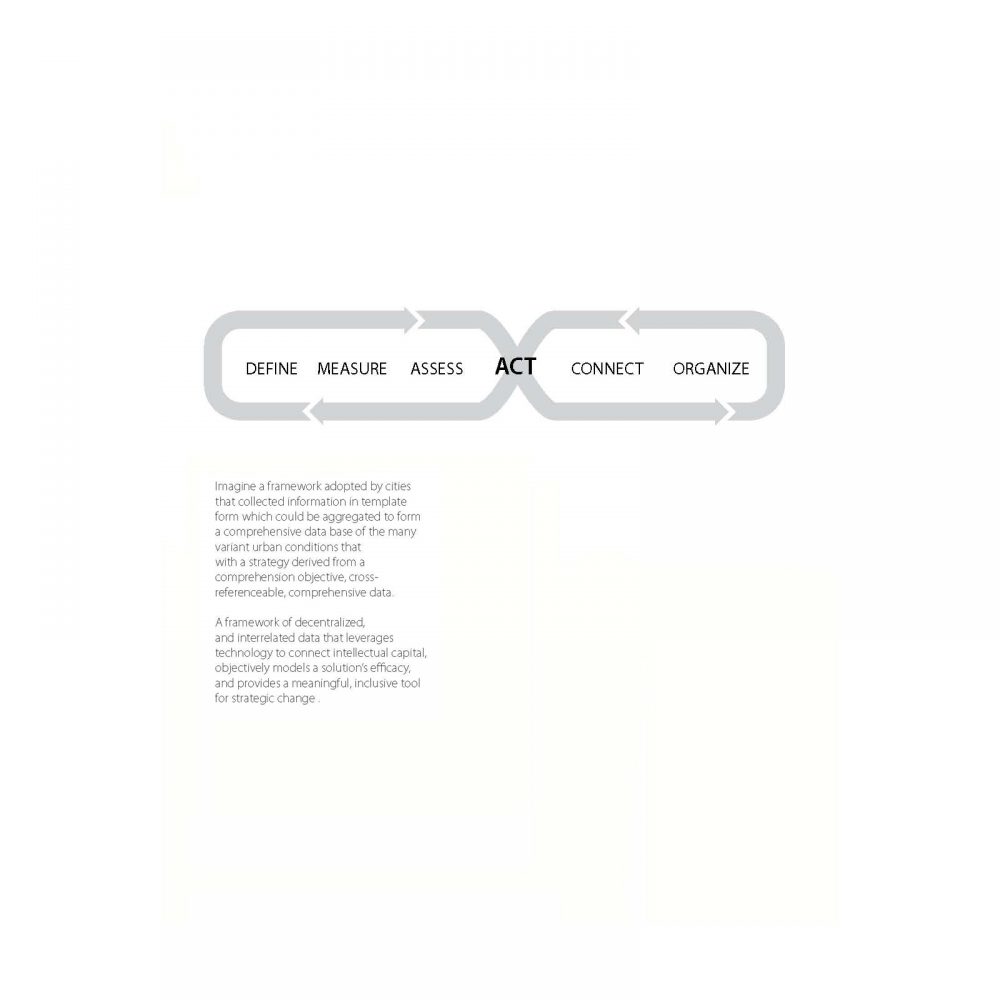 DEFINE MEASURE ASSESS ACT CONNECT ORGANIZE
Imagine a framework adopted by cities
that collected information in template
form which could be aggregated to form
a comprehensive data base of the many
variant urban conditions that
with a strategy derived from a
comprehension objective, cross-
referenceable, comprehensive data.
A framework of decentralized,
and interrelated data that leverages
technology to connect intellectual capital,
objectively models a solution's efficacy,
and provides a meaningful, inclusive tool
for strategic change .